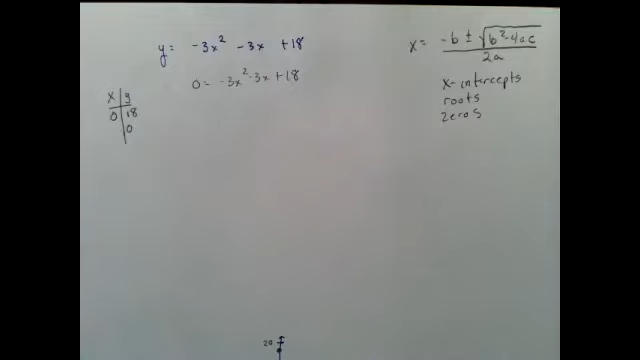 y = -3x² - 3x + 18
0 = -3x² - 3x + 18
x | y
0 | 18
| 0
x = -b ± √b² - 4ac / 2a
x-intercepts
roots
zeros
20